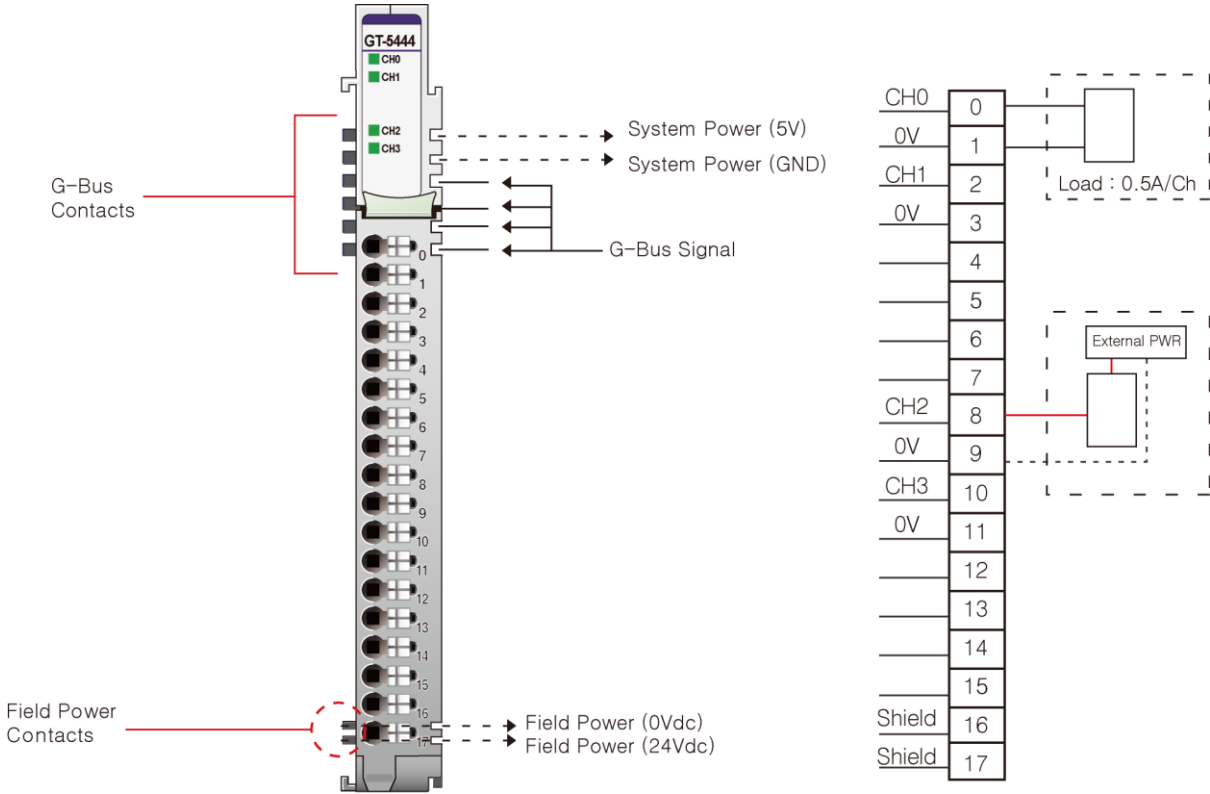 GT-5444
CH0
CH1
CH2
CH3
System Power (5V)
System Power (GND)
G-Bus
Contacts
G-Bus Signal
0
1
2
3
4
5
6
7
8
9
10
11
12
13
14
15
16
17
Field Power
Contacts
Field Power (0Vdc)
Field Power (24Vdc)
CH0 0
0V 1
CH1 2
0V 3
4
5
6
7
CH2 8
0V 9
CH3 10
0V 11
12
13
14
15
Shield 16
Shield 17
Load : 0.5A/Ch
External PWR